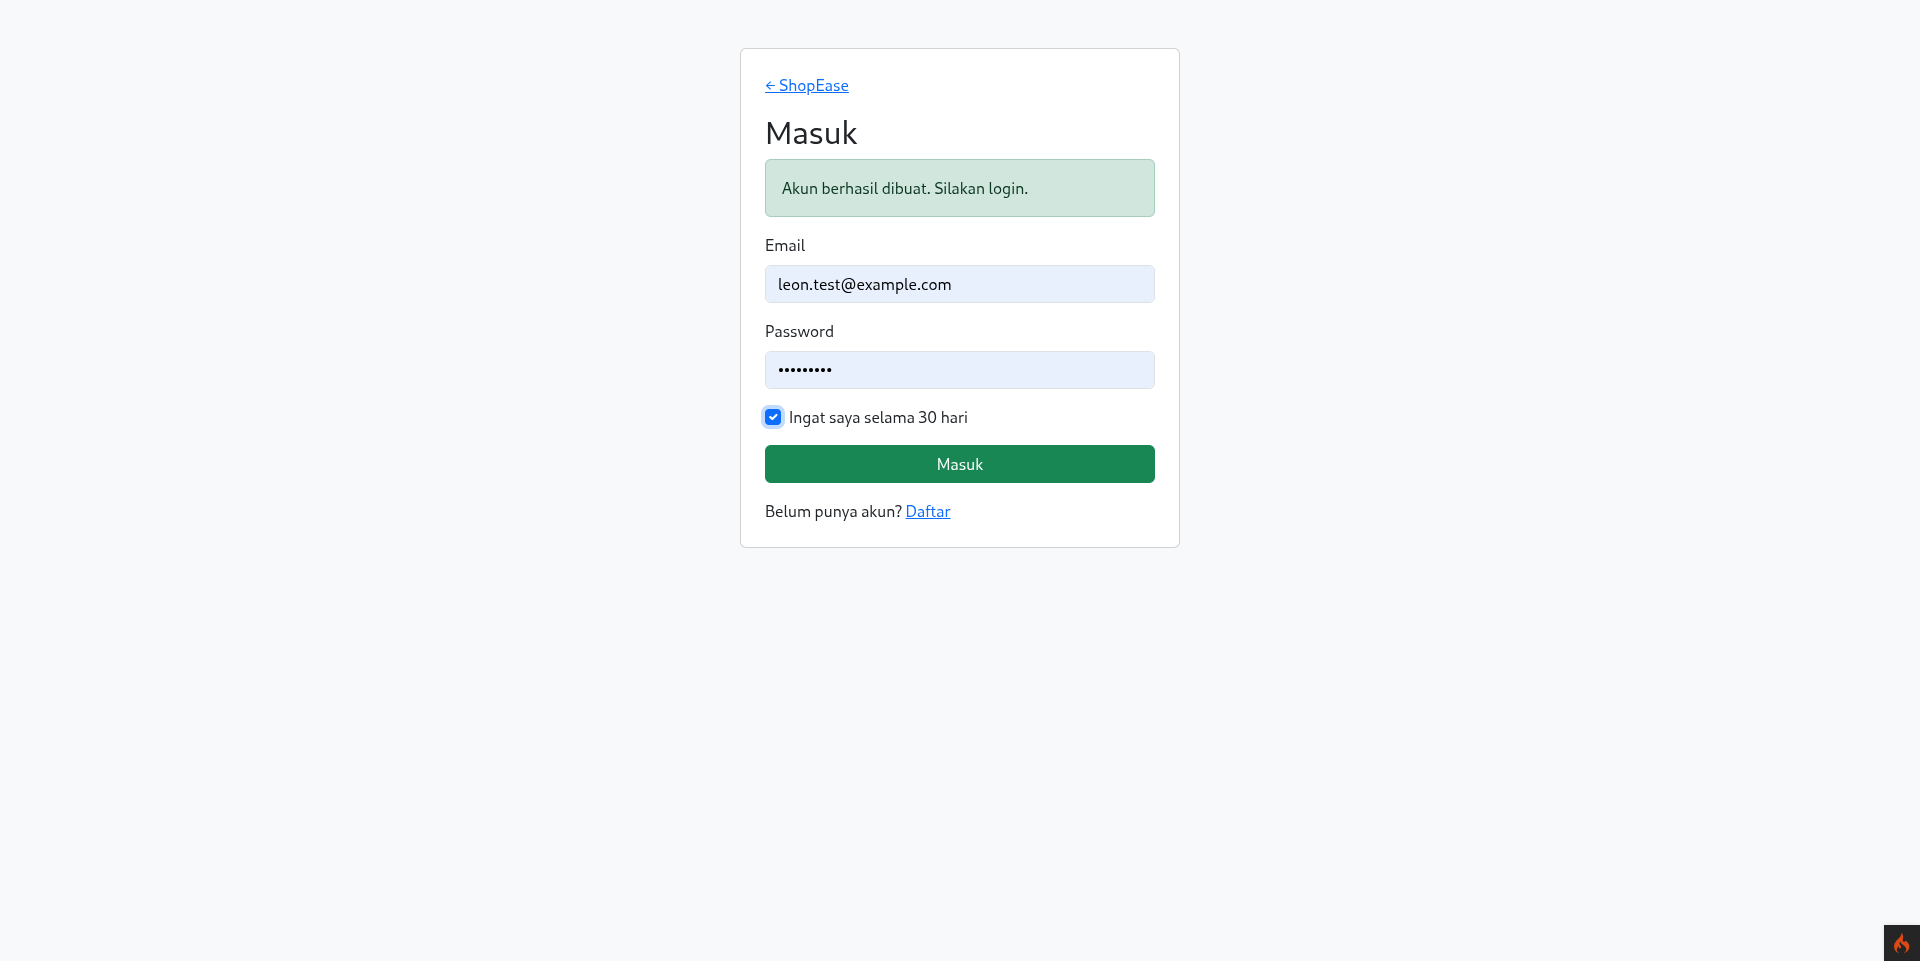 ← ShopEase
Masuk
Akun berhasil dibuat. Silakan login.
Email
leon.test@example.com
Password
•••••••••
Ingat saya selama 30 hari
Masuk
Belum punya akun? Daftar